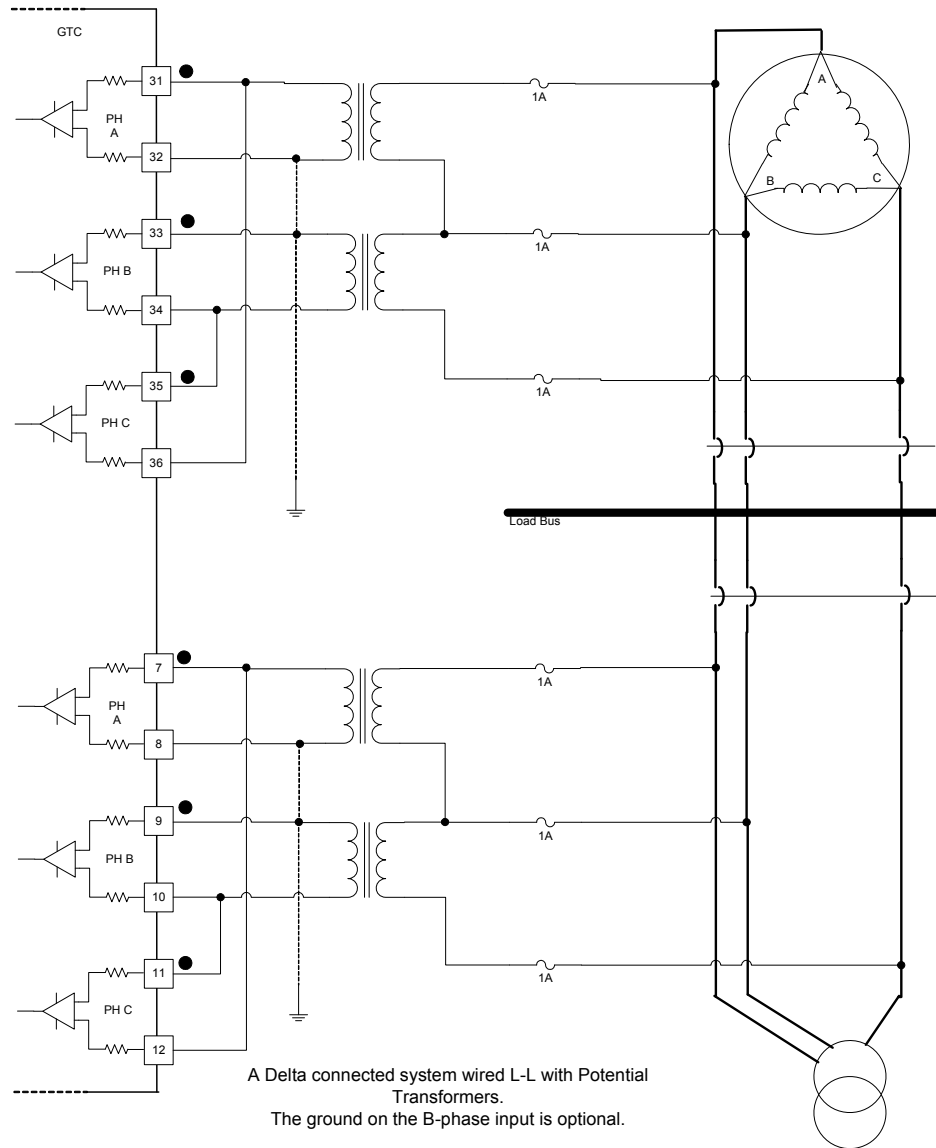 GTC
31
PH
A
32
33
PH B
34
35
PH C
36
1A
1A
1A
A
B
C
Load Bus
7
PH
A
8
9
PH B
10
11
PH C
12
1A
1A
1A
A Delta connected system wired L-L with Potential
Transformers.
The ground on the B-phase input is optional.